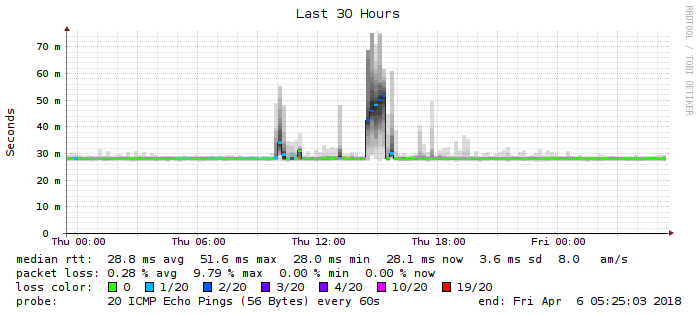 Last 30 Hours
RRDTOOL / TOBI OETIKER
Seconds
70 m
60 m
50 m
40 m
30 m
20 m
10 m
0
Thu 00:00 Thu 06:00 Thu 12:00 Thu 18:00 Fri 00:00
median rtt: 28.8 ms avg 51.6 ms max 28.0 ms min 28.1 ms now 3.6 ms sd 8.0 am/s
packet loss: 0.28 % avg 9.79 % max 0.00 % min 0.00 % now
loss color: 0 1/20 2/20 3/20 4/20 10/20 19/20
probe: 20 ICMP Echo Pings (56 Bytes) every 60s end: Fri Apr 6 05:25:03 2018